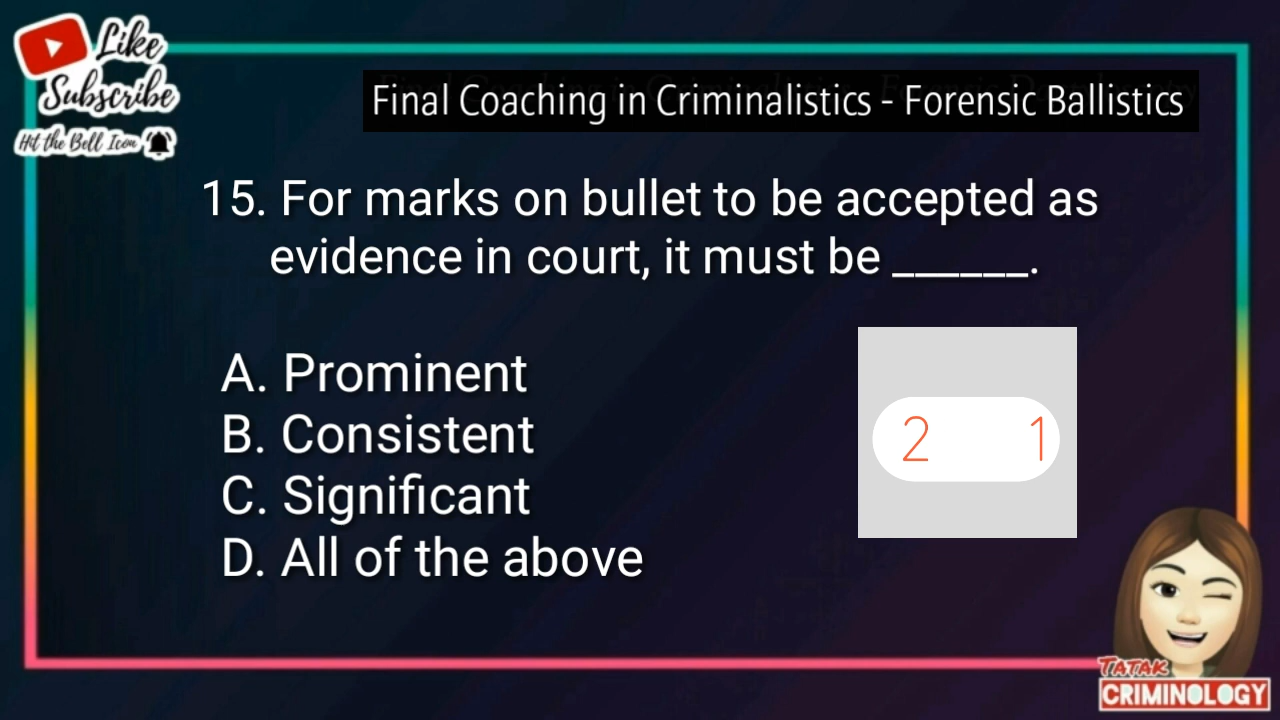 Like
Subscribe
Hit the Bell Icon
Final Coaching in Criminalistics - Forensic Ballistics
15. For marks on bullet to be accepted as
evidence in court, it must be ______.
A. Prominent
B. Consistent
C. Significant
D. All of the above
2 1
TATAK
CRIMINOLOGY